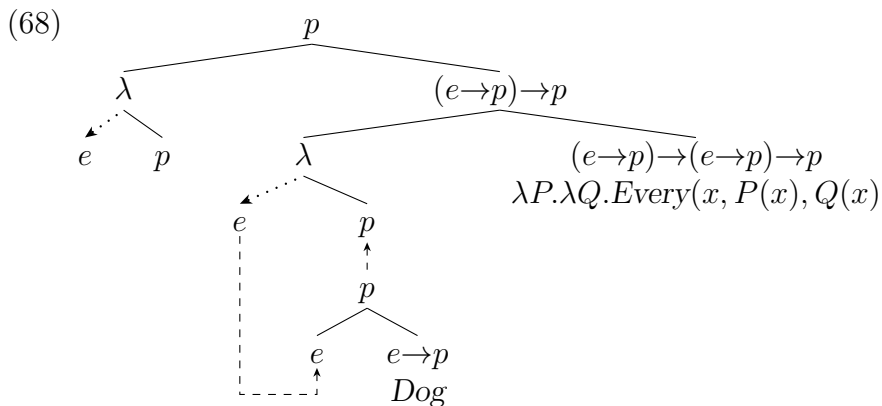 (68)
p
λ (e→p)→p
e p λ (e→p)→(e→p)→p
λP.λQ.Every(x, P(x), Q(x)
e p
p
e e→p
Dog